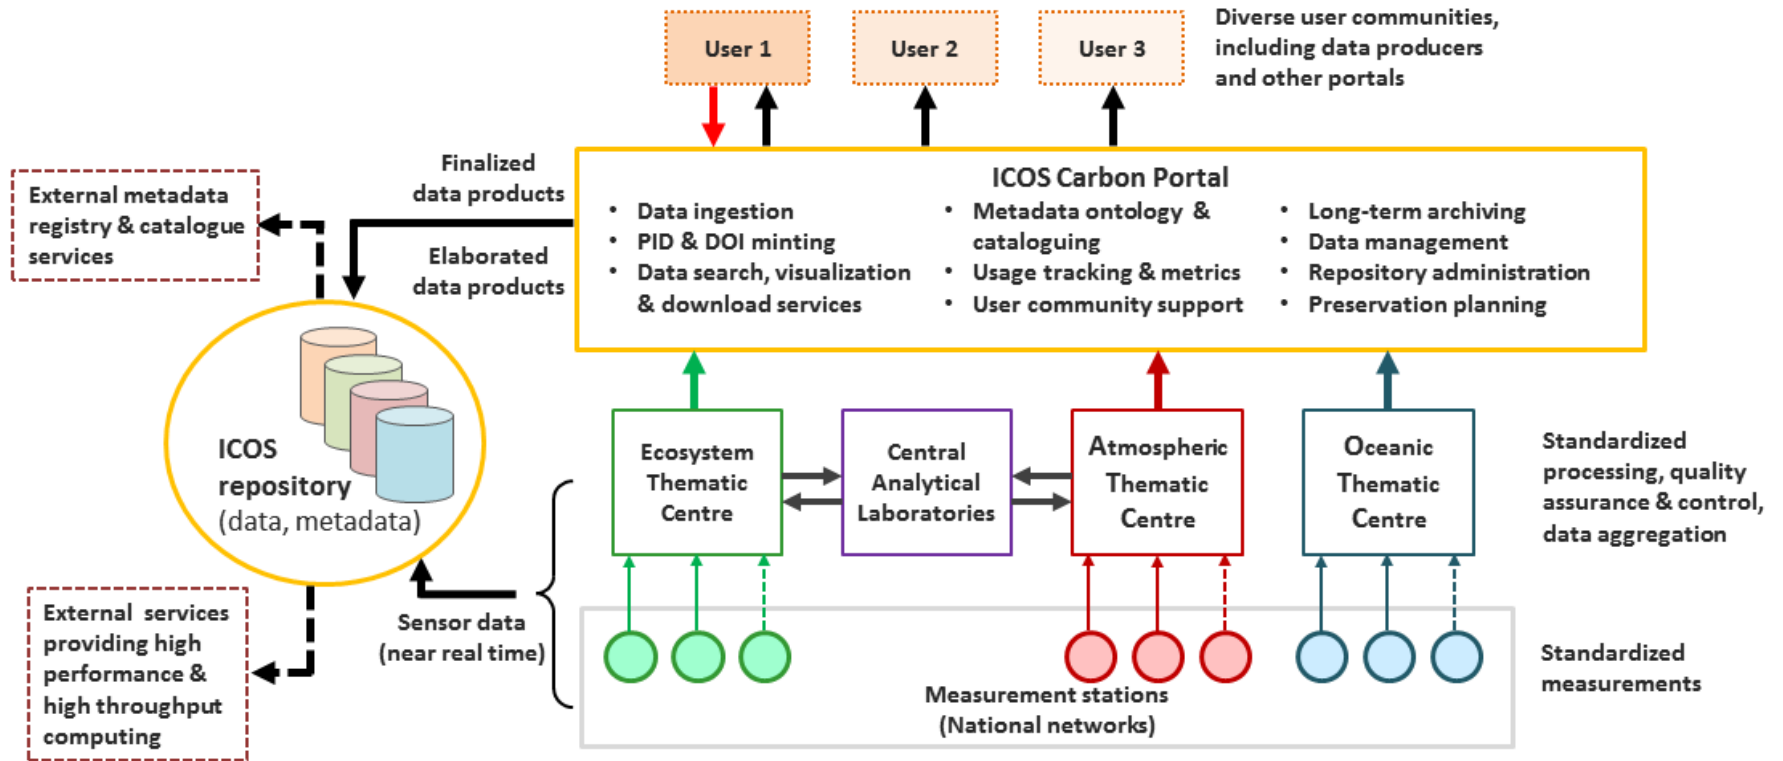 User 1
User 2
User 3
Diverse user communities,
including data producers
and other portals
Finalized
data products
Elaborated
data products
External metadata
registry & catalogue
services
ICOS Carbon Portal
• Data ingestion
• PID & DOI minting
• Data search, visualization
& download services
• Metadata ontology &
cataloguing
• Usage tracking & metrics
• User community support
• Long-term archiving
• Data management
• Repository administration
• Preservation planning
ICOS
repository
(data, metadata)
Ecosystem
Thematic
Centre
Central
Analytical
Laboratories
Atmospheric
Thematic
Centre
Oceanic
Thematic
Centre
Standardized
processing, quality
assurance & control,
data aggregation
External services
providing high
performance &
high throughput
computing
Sensor data
(near real time)
Measurement stations
(National networks)
Standardized
measurements